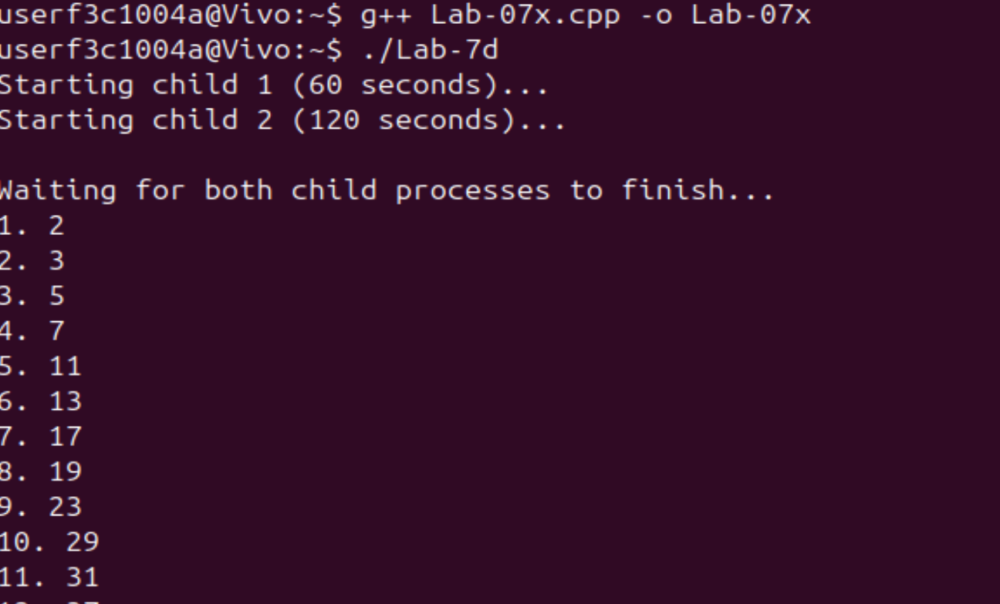 userf3c1004a@Vivo:~$ g++ Lab-07x.cpp -o Lab-07x
userf3c1004a@Vivo:~$ ./Lab-7d
Starting child 1 (60 seconds)...
Starting child 2 (120 seconds)...
Waiting for both child processes to finish...
1. 2
2. 3
3. 5
4. 7
5. 11
6. 13
7. 17
8. 19
9. 23
10. 29
11. 31